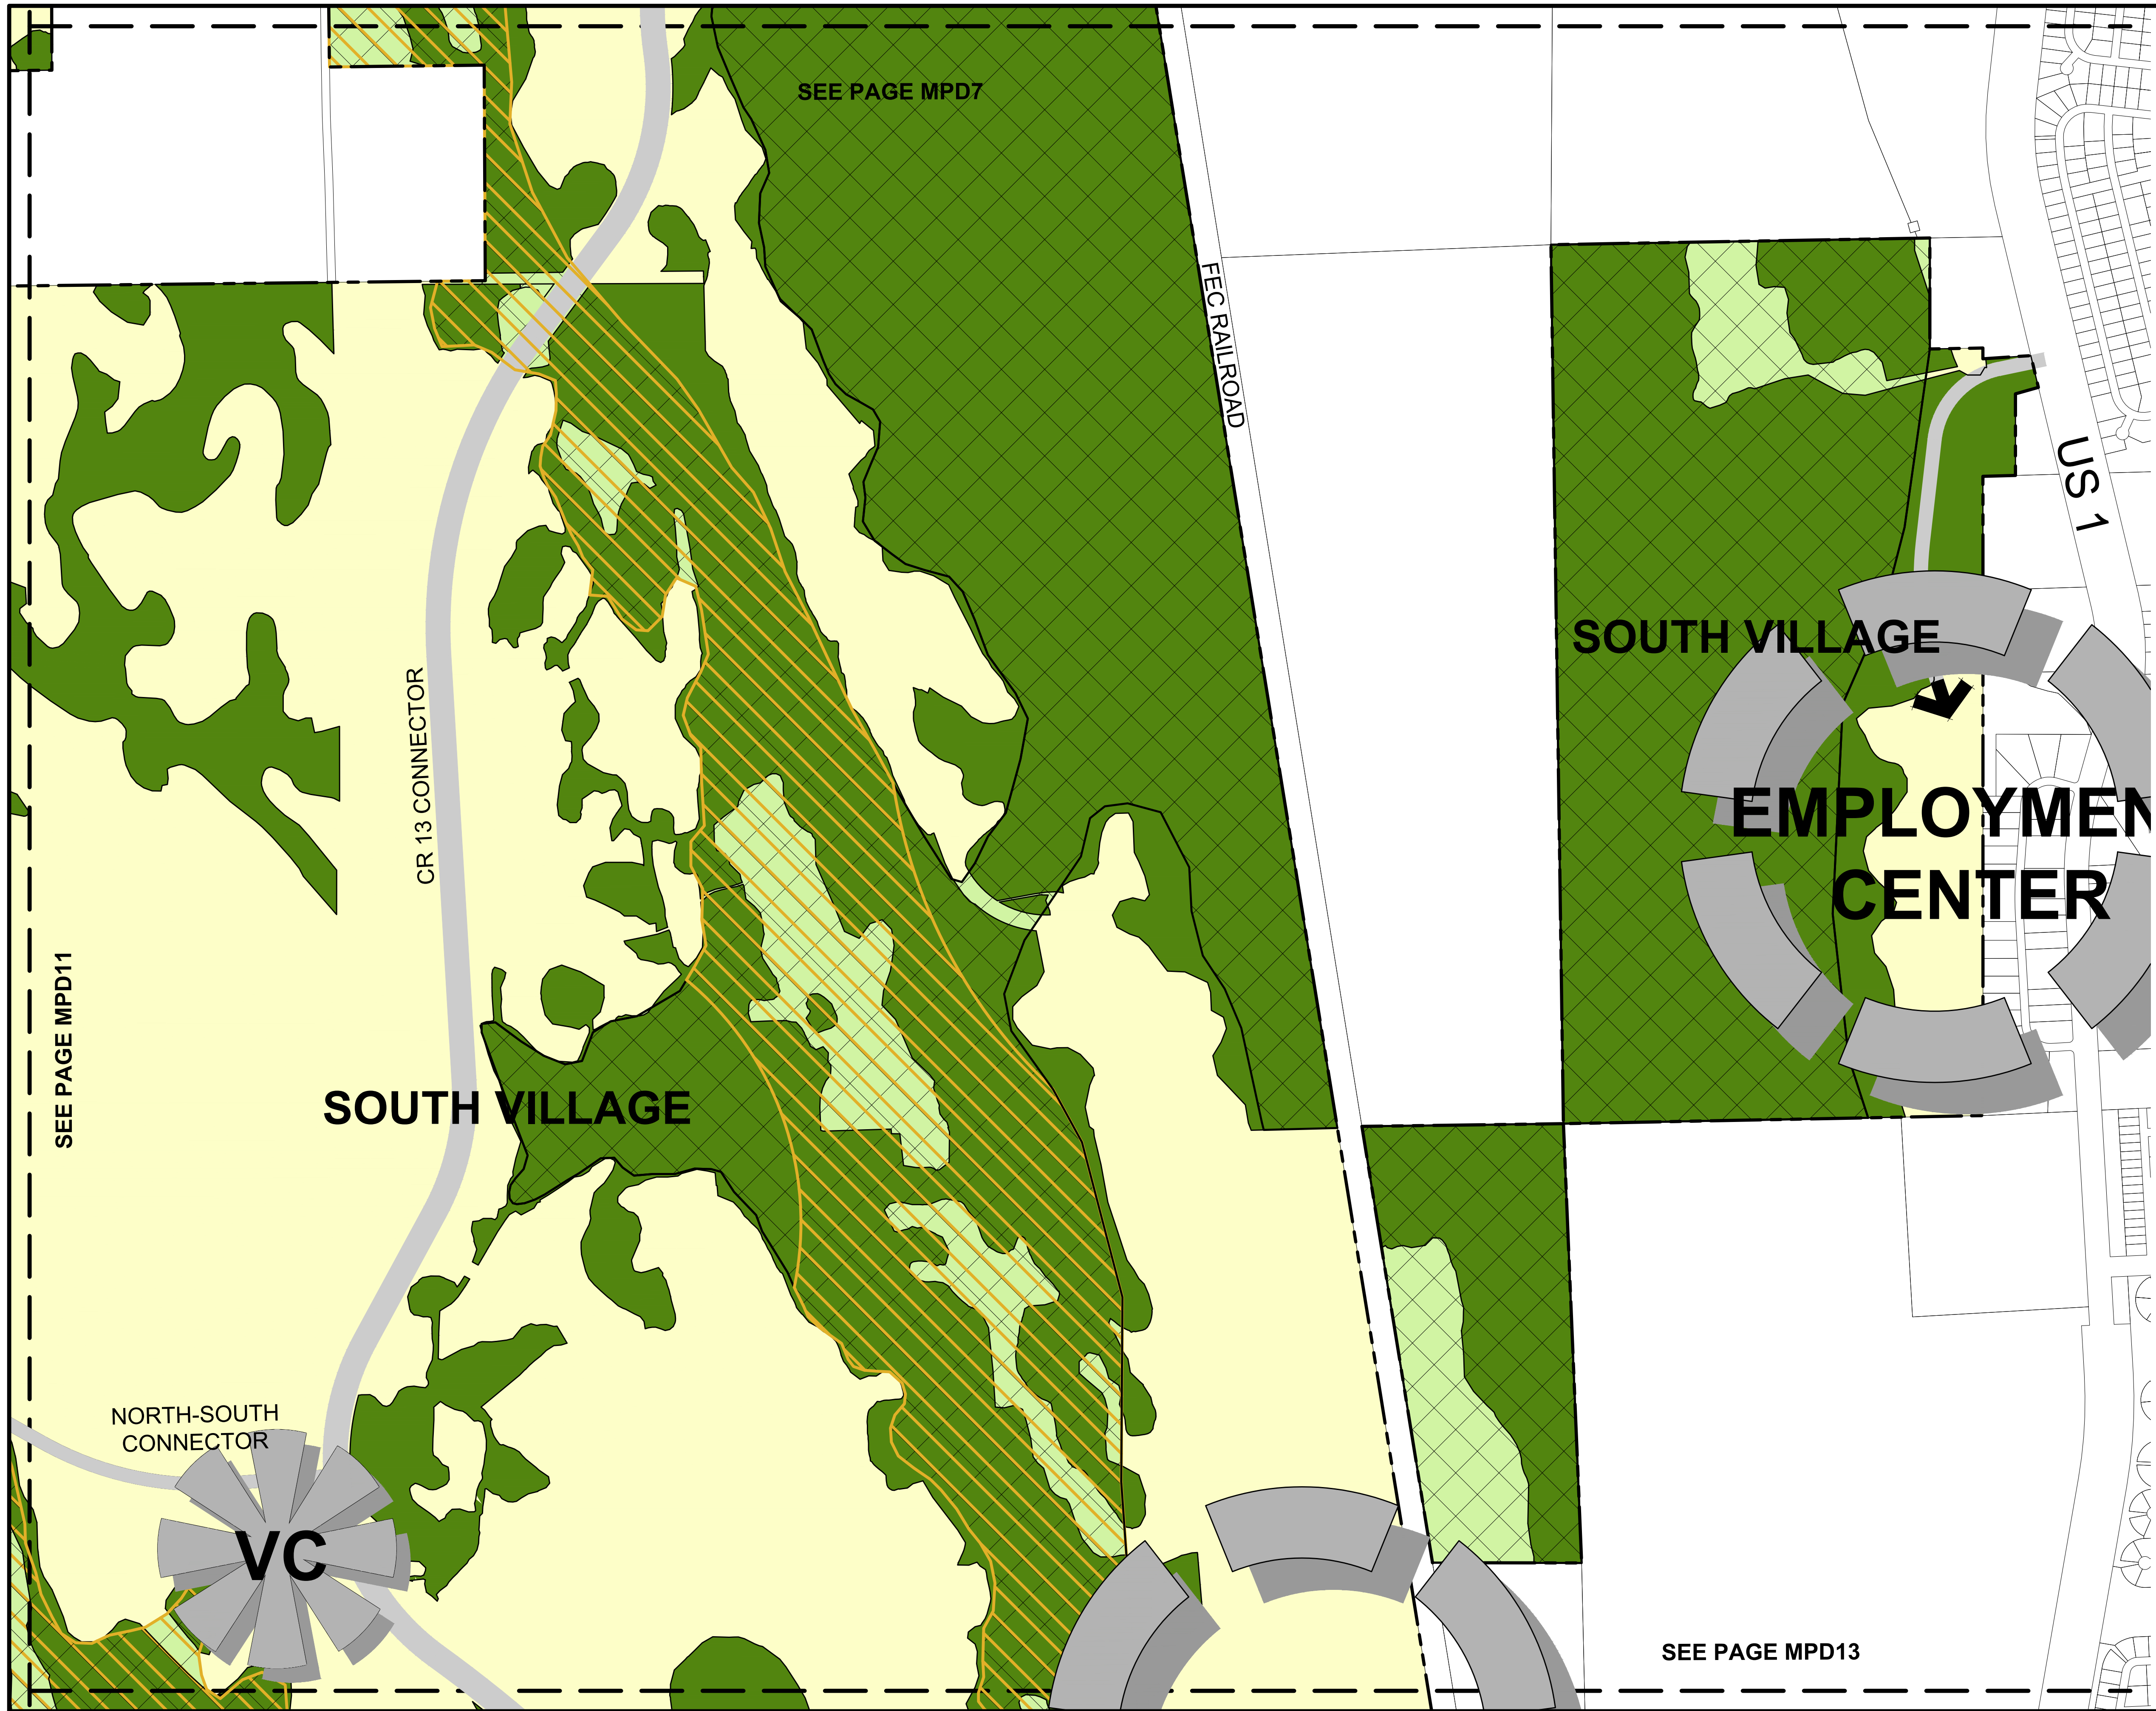 SEE PAGE MPD7
FEC RAILROAD
US 1
SOUTH VILLAGE
CR 13 CONNECTOR
EMPLOYMEN
CENTER
SEE PAGE MPD11
SOUTH VILLAGE
NORTH-SOUTH
CONNECTOR
VC
SEE PAGE MPD13